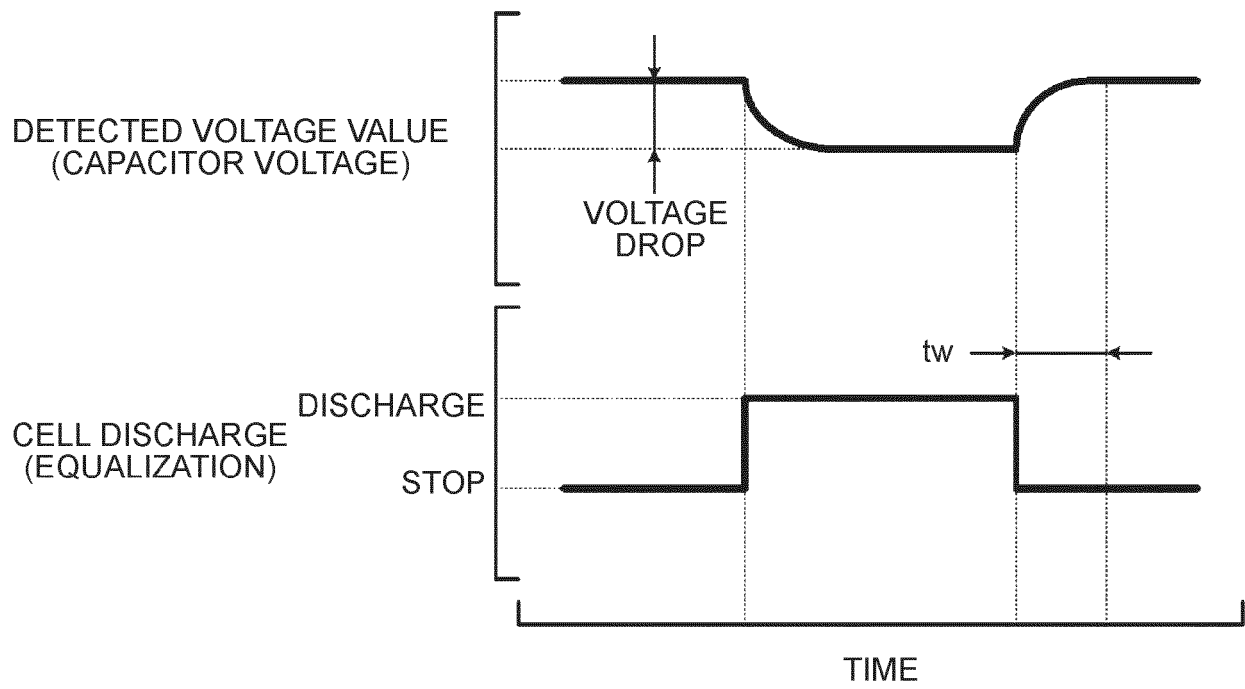 DETECTED VOLTAGE VALUE
(CAPACITOR VOLTAGE)
VOLTAGE
DROP
tw
DISCHARGE
CELL DISCHARGE
(EQUALIZATION)
STOP
TIME